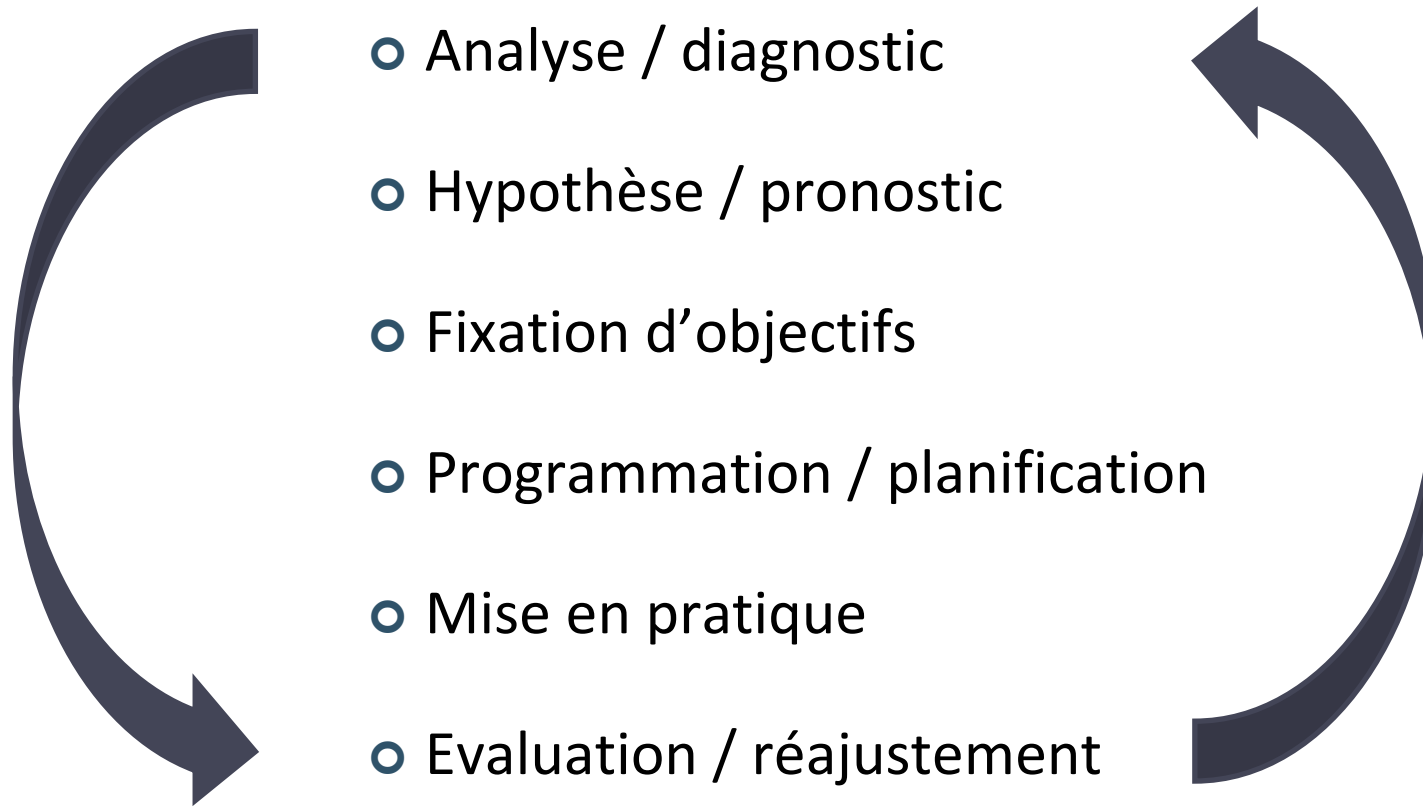 Analyse / diagnostic
Hypothèse / pronostic
Fixation d’objectifs
Programmation / planification
Mise en pratique
Evaluation / réajustement